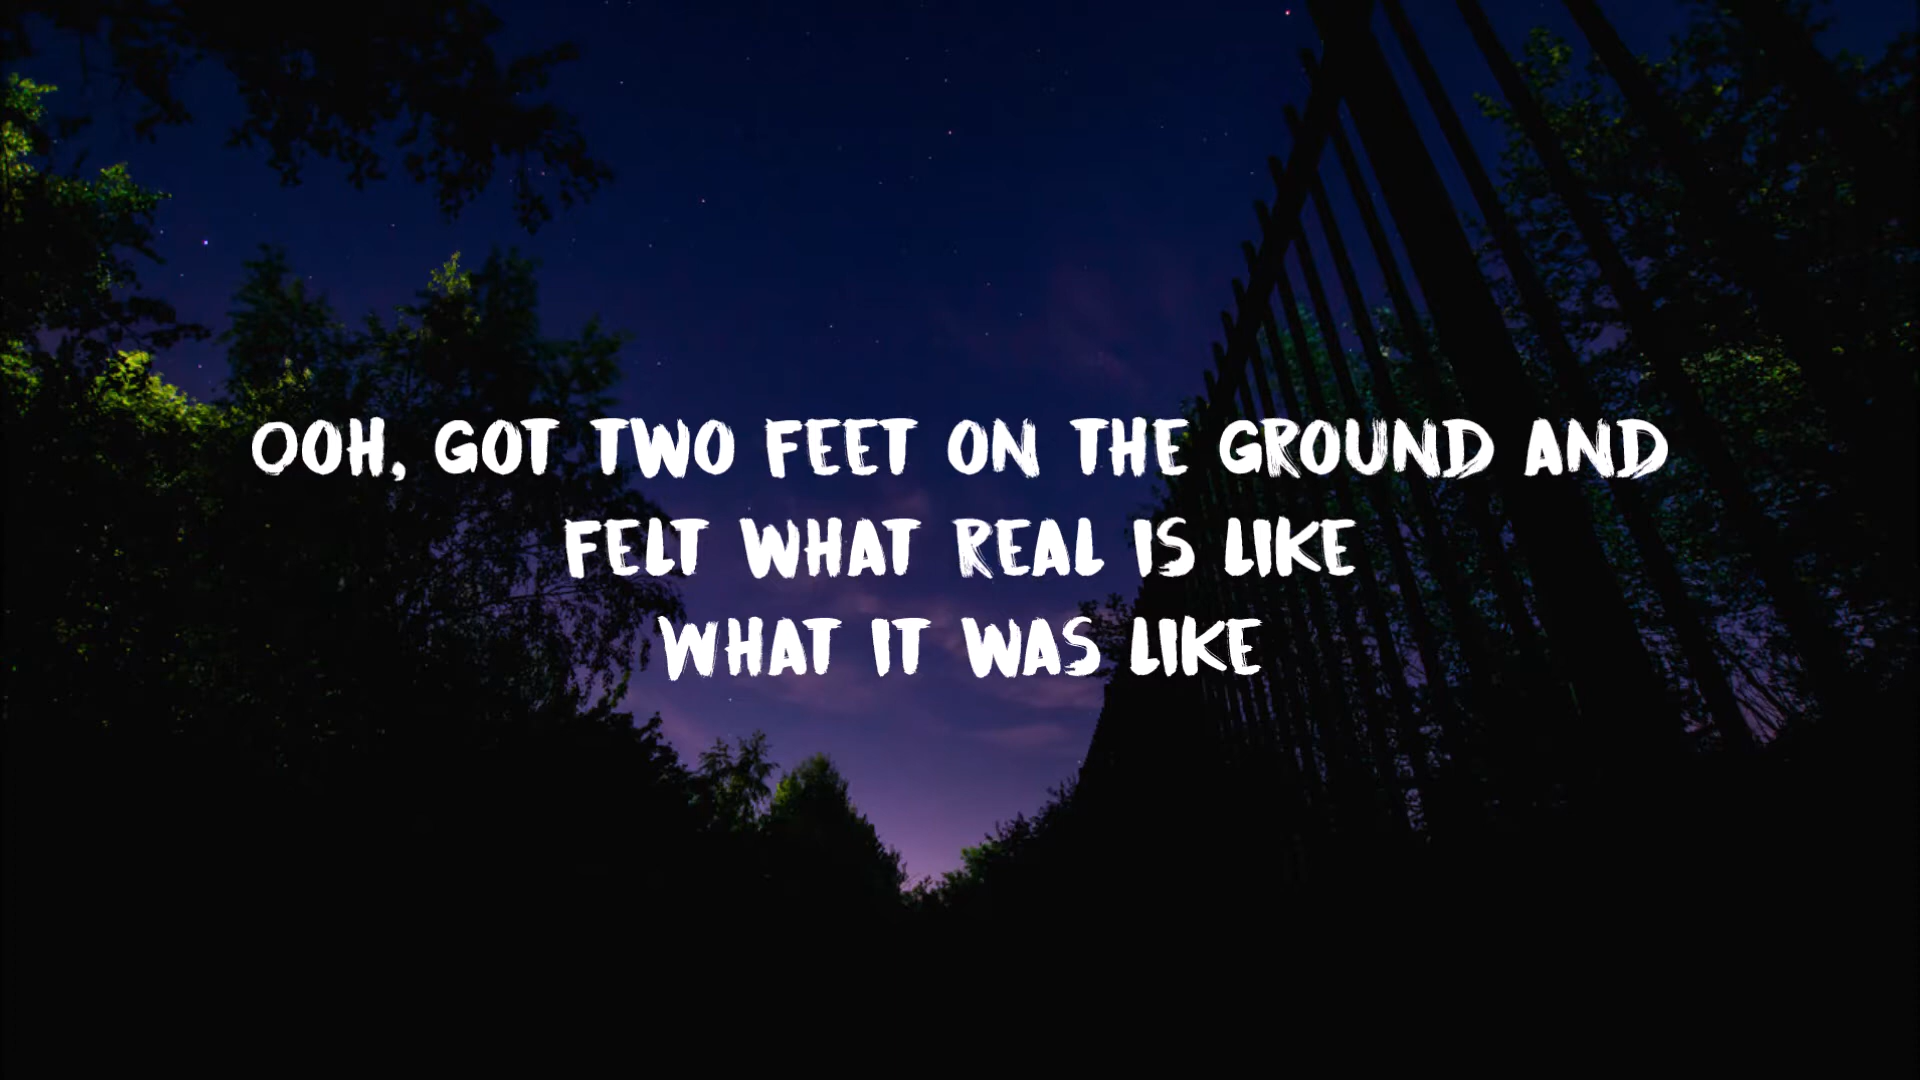 OOH, GOT TWO FEET ON THE GROUND AND
FELT WHAT REAL IS LIKE
WHAT IT WAS LIKE